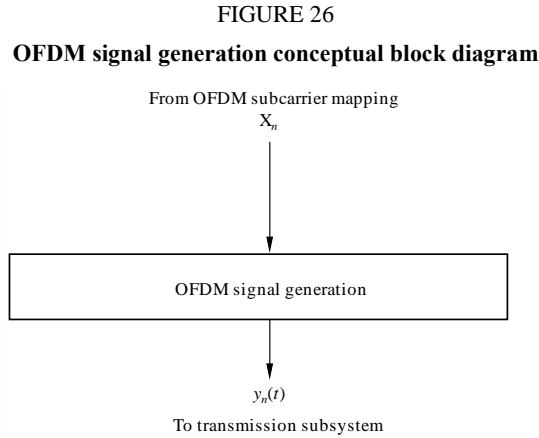 FIGURE 26
OFDM signal generation conceptual block diagram
From OFDM subcarrier mapping
Xn
OFDM signal generation
yn(t)
To transmission subsystem